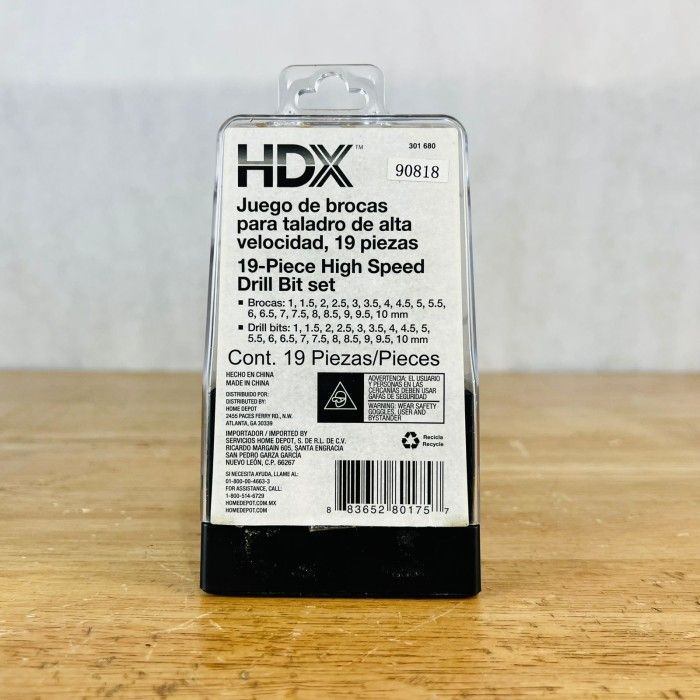 HDX™
301 680
90818
Juego de brocas
para taladro de alta
velocidad, 19 piezas
19-Piece High Speed
Drill Bit set
▪ Brocas: 1, 1.5, 2, 2.5, 3, 3.5, 4, 4.5, 5, 5.5,
6, 6.5, 7, 7.5, 8, 8.5, 9, 9.5, 10 mm
▪ Drill bits: 1, 1.5, 2, 2.5, 3, 3.5, 4, 4.5, 5,
5.5, 6, 6.5, 7, 7.5, 8, 8.5, 9, 9.5, 10 mm
Cont. 19 Piezas/Pieces
HECHO EN CHINA
MADE IN CHINA
DISTRIBUIDO POR:
DISTRIBUTED BY:
HOME DEPOT
2455 PACES FERRY RD., N.W.
ATLANTA, GA 30339
ADVERTENCIA: EL USUARIO
Y PERSONAS EN LAS
CERCANÍAS DEBEN USAR
GAFAS DE SEGURIDAD
WARNING: WEAR SAFETY
GOGGLES, USER AND
BYSTANDER
IMPORTADOR / IMPORTED BY
SERVICIOS HOME DEPOT, S. DE R.L. DE C.V.
RICARDO MARGAIN 605, SANTA ENGRACIA
SAN PEDRO GARZA GARCÍA
NUEVO LEÓN, C.P. 66267
Recicla
Recycle
SI NECESITA AYUDA, LLAME AL:
01-800-00-4663-3
FOR ASSISTANCE, CALL:
1-800-514-6729
HOMEDEPOT.COM.MX
HOMEDEPOT.COM
8 83652 80175 7